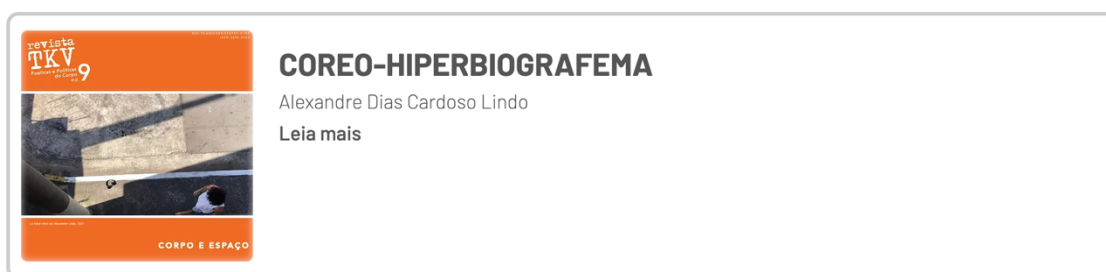 revista
TKV
Poéticas e Políticas
do Corpo
9
CORPO E ESPAÇO
COREO-HIPERBIOGRAFEMA
Alexandre Dias Cardoso Lindo
Leia mais